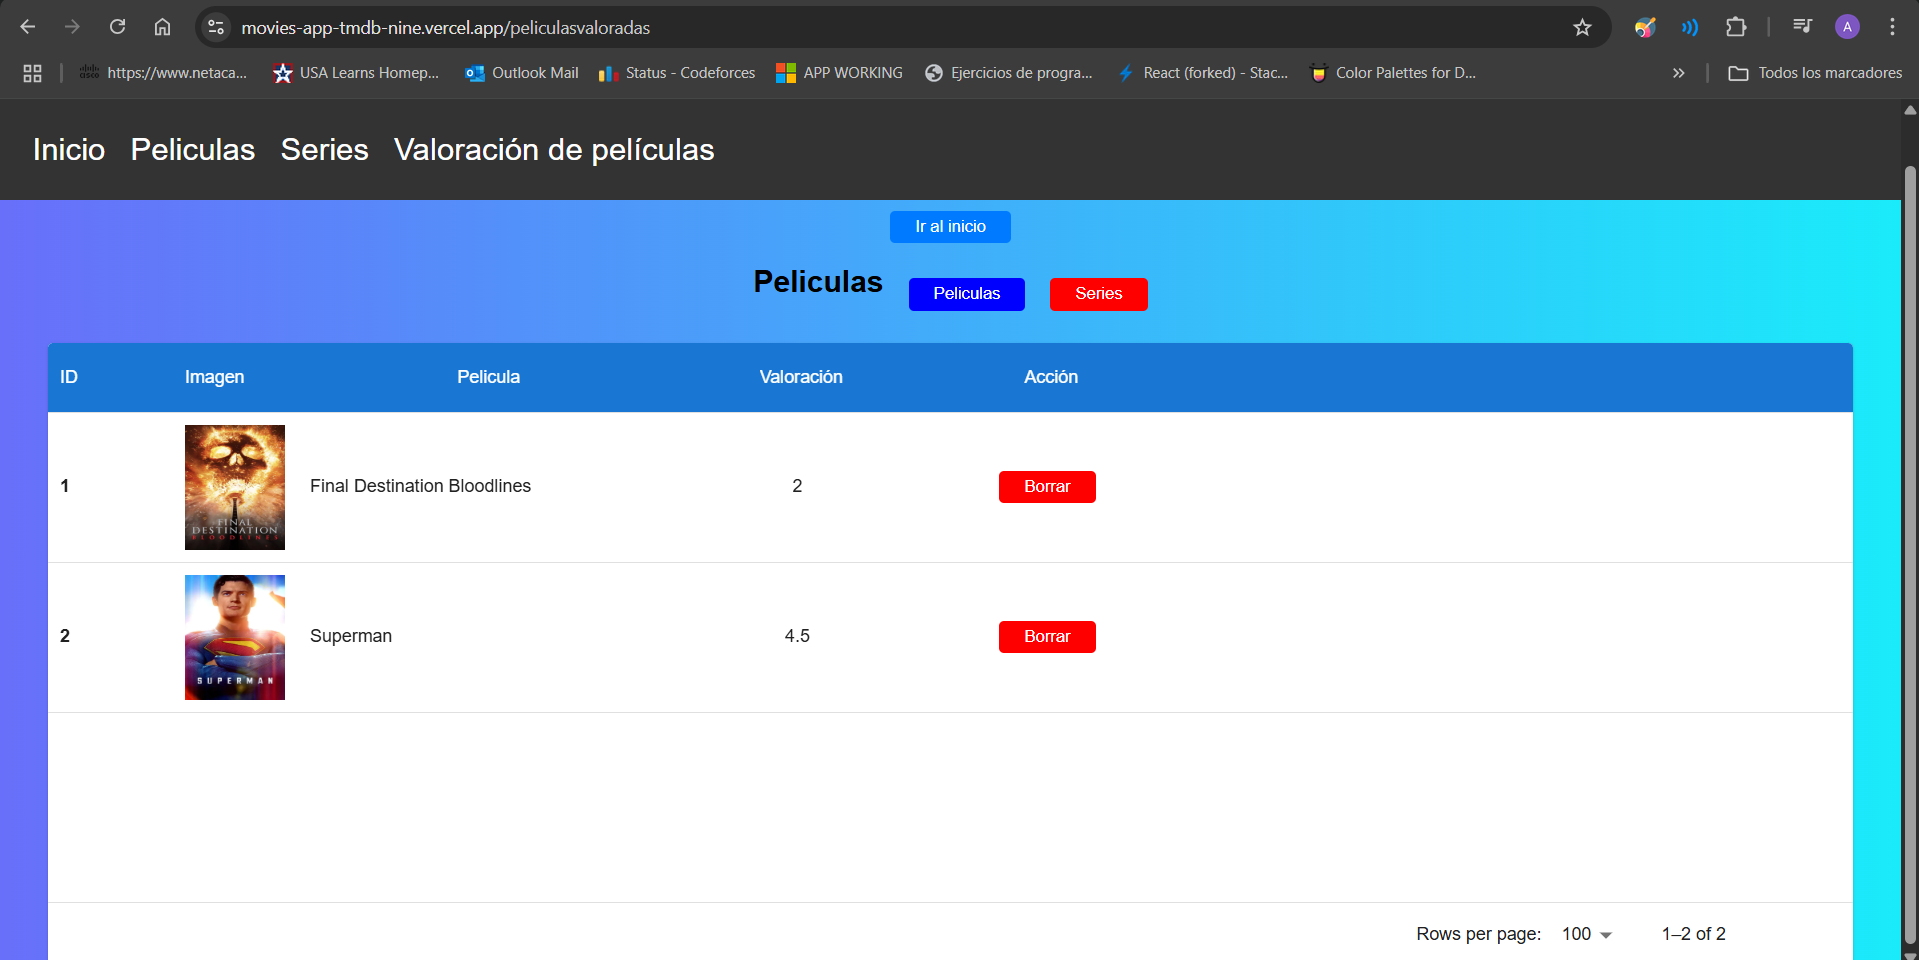 movies-app-tmdb-nine.vercel.app/peliculasvaloradas
A
https://www.netaca... USA Learns Homep... Outlook Mail Status - Codeforces APP WORKING Ejercicios de progra... React (forked) - Stac... Color Palettes for D... » Todos los marcadores
Inicio Peliculas Series Valoración de películas
Ir al inicio
Peliculas Peliculas Series
ID Imagen Pelicula Valoración Acción
FINAL
DESTINATION
BLOODLINES
1 Final Destination Bloodlines 2 Borrar
SUPERMAN
2 Superman 4.5 Borrar
Rows per page: 100 1–2 of 2